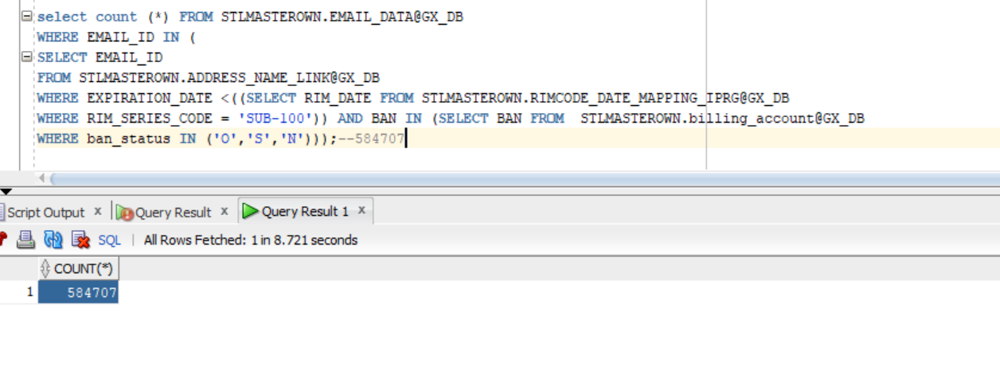 select count (*) FROM STLMASTEROWN.EMAIL_DATA@GX_DB
WHERE EMAIL_ID IN (
SELECT EMAIL_ID
FROM STLMASTEROWN.ADDRESS_NAME_LINK@GX_DB
WHERE EXPIRATION_DATE <((SELECT RIM_DATE FROM STLMASTEROWN.RIMCODE_DATE_MAPPING_IPRG@GX_DB
WHERE RIM_SERIES_CODE = 'SUB-100')) AND BAN IN (SELECT BAN FROM  STLMASTEROWN.billing_account@GX_DB
WHERE ban_status IN ('O','S','N')));--584707
Script Output x Query Result x Query Result 1 x
SQL | All Rows Fetched: 1 in 8.721 seconds
COUNT(*)
1 584707